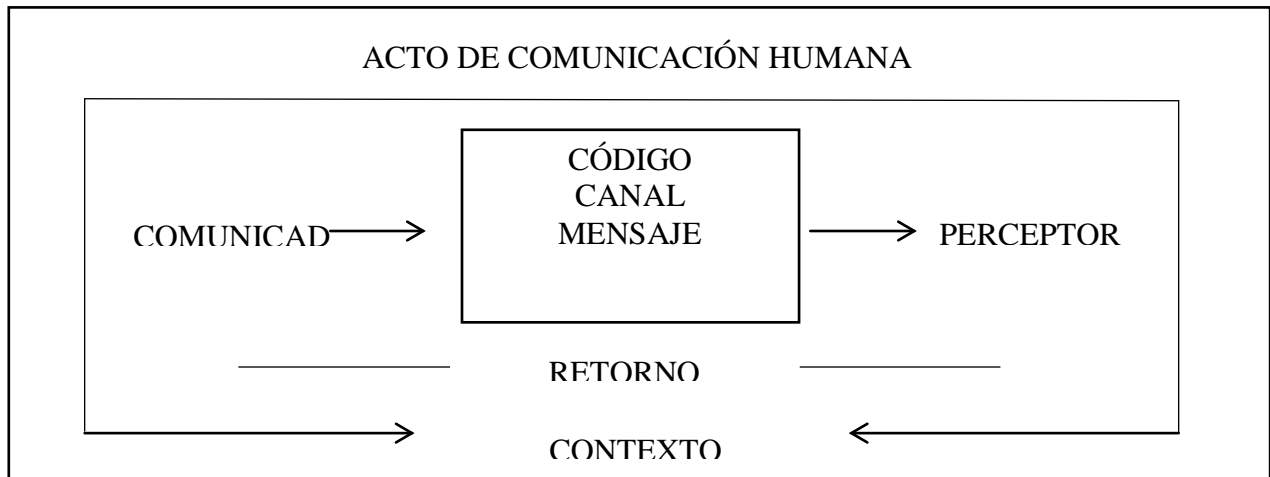 ACTO DE COMUNICACIÓN HUMANA
CÓDIGO
CANAL
MENSAJE
COMUNICAD
PERCEPTOR
RETORNO
CONTEXTO